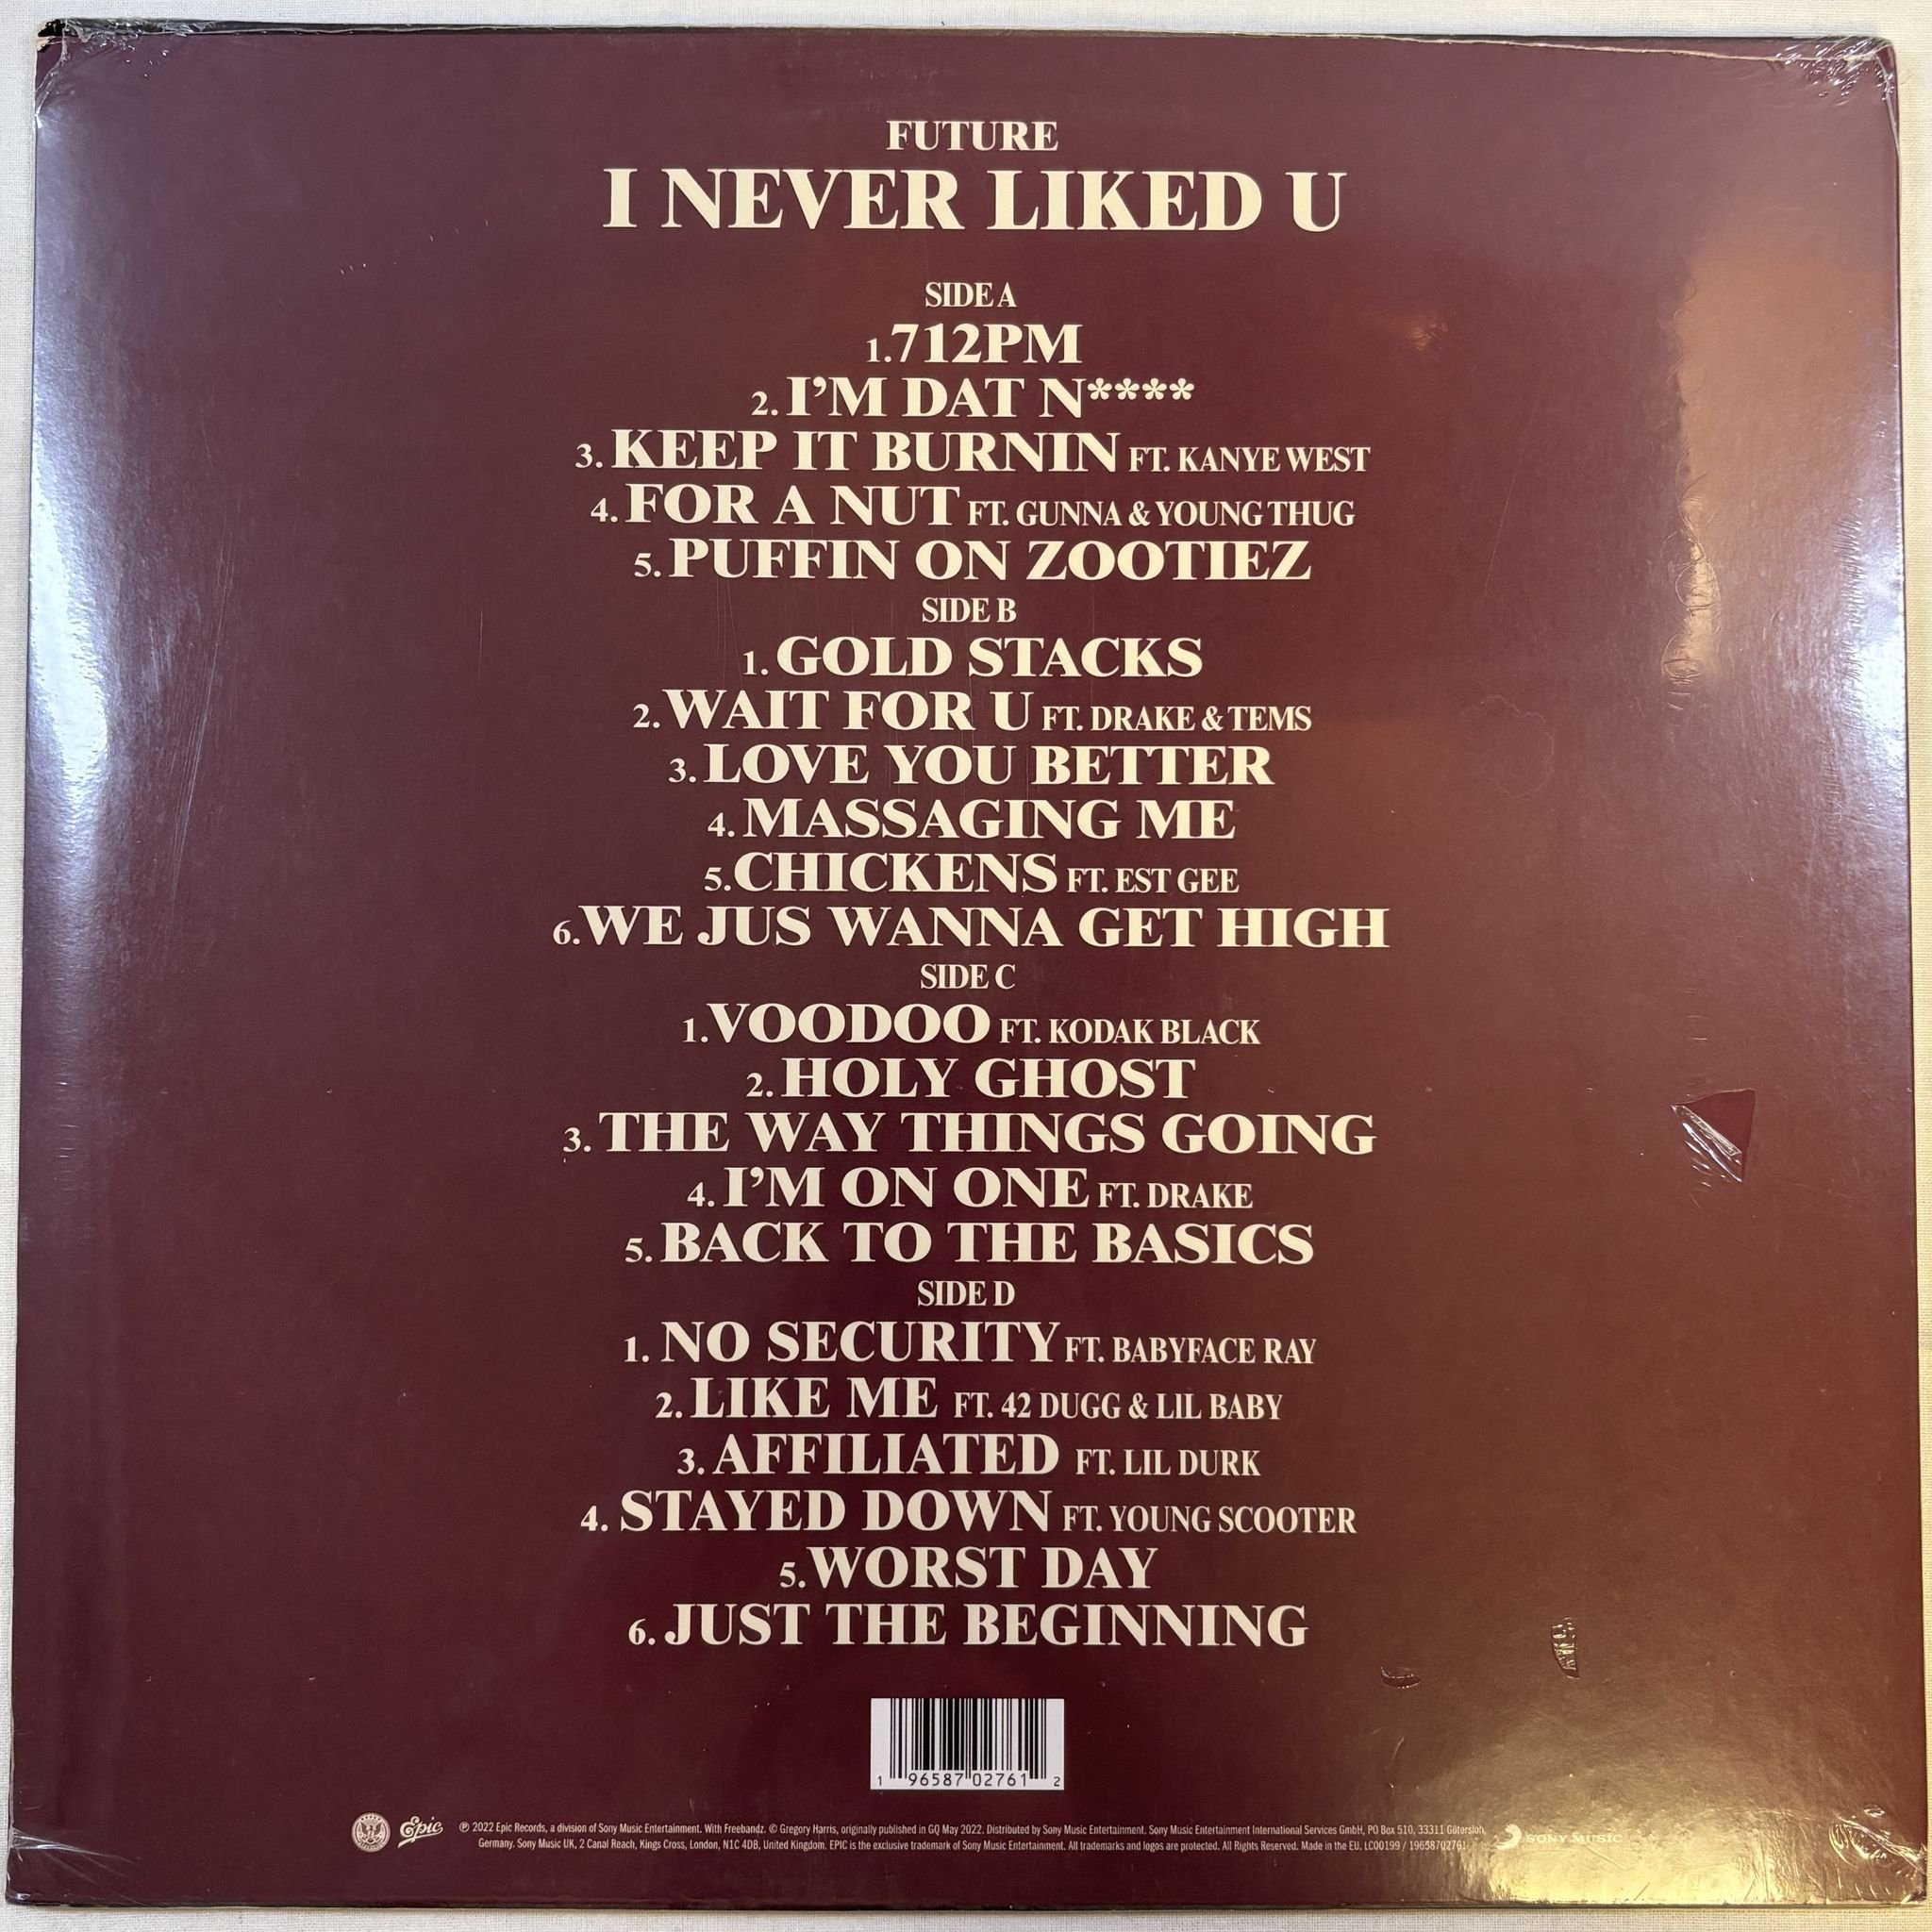 FUTURE
I NEVER LIKED U
SIDE A
1.712PM
2. I'M DAT N****
3. KEEP IT BURNIN FT. KANYE WEST
4. FOR A NUT FT. GUNNA & YOUNG THUG
5. PUFFIN ON ZOOTIEZ
SIDE B
1. GOLD STACKS
2. WAIT FOR U FT. DRAKE & TEMS
3. LOVE YOU BETTER
4. MASSAGING ME
5. CHICKENS FT. EST GEE
6. WE JUS WANNA GET HIGH
SIDE C
1. VOODOO FT. KODAK BLACK
2. HOLY GHOST
3. THE WAY THINGS GOING
4. I'M ON ONE FT. DRAKE
5. BACK TO THE BASICS
SIDE D
1. NO SECURITY FT. BABYFACE RAY
2. LIKE ME FT. 42 DUGG & LIL BABY
3. AFFILIATED FT. LIL DURK
4. STAYED DOWN FT. YOUNG SCOOTER
5. WORST DAY
6. JUST THE BEGINNING
1 96587 02761 2
Epic
℗ 2022 Epic Records, a division of Sony Music Entertainment. With Freebandz. © Gregory Harris, originally published in GQ May 2022. Distributed by Sony Music Entertainment. Sony Music Entertainment International Services GmbH, PO Box 510, 33311 Gütersloh,
Germany. Sony Music UK, 2 Canal Reach, Kings Cross, London, N1C 4DB, United Kingdom. EPIC is the exclusive trademark of Sony Music Entertainment. All trademarks and logos are protected. All Rights Reserved. Made in the EU. LC00199 / 19658702761
SONY MUSIC